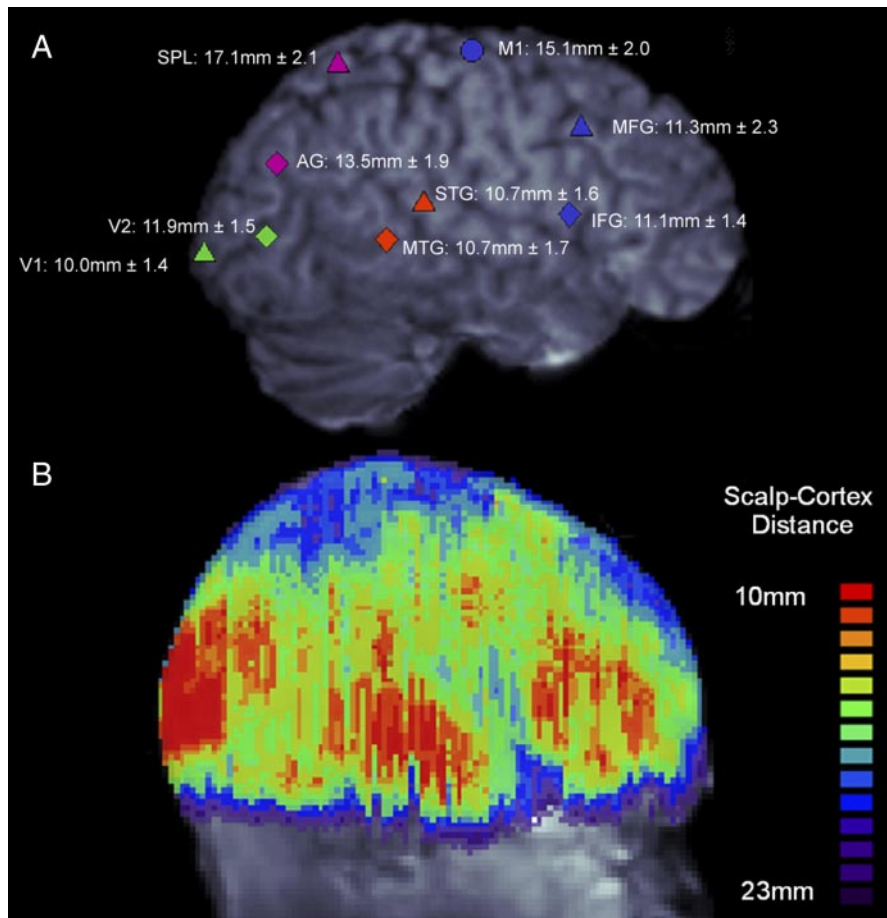 A
SPL: 17.1mm ± 2.1
M1: 15.1mm ± 2.0
MFG: 11.3mm ± 2.3
AG: 13.5mm ± 1.9
STG: 10.7mm ± 1.6
IFG: 11.1mm ± 1.4
V2: 11.9mm ± 1.5
MTG: 10.7mm ± 1.7
V1: 10.0mm ± 1.4
B
Scalp-Cortex
Distance
10mm
23mm